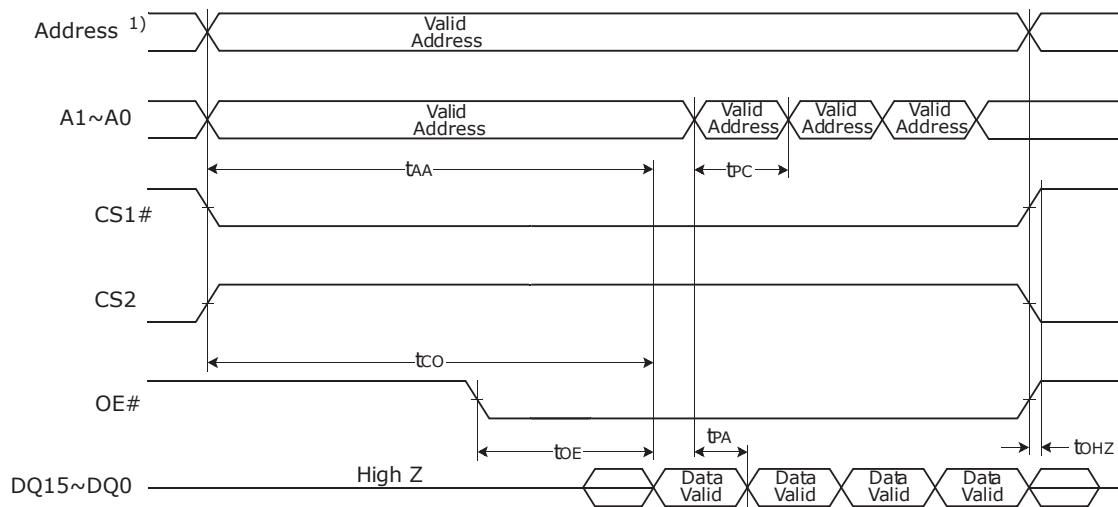 Address 1)
Valid
Address
A1~A0
Valid
Address
Valid
Address
Valid
Address
Valid
Address
tAA
tPC
CS1#
CS2
tCO
OE#
tOE
tPA
tOHZ
DQ15~DQ0
High Z
Data
Valid
Data
Valid
Data
Valid
Data
Valid